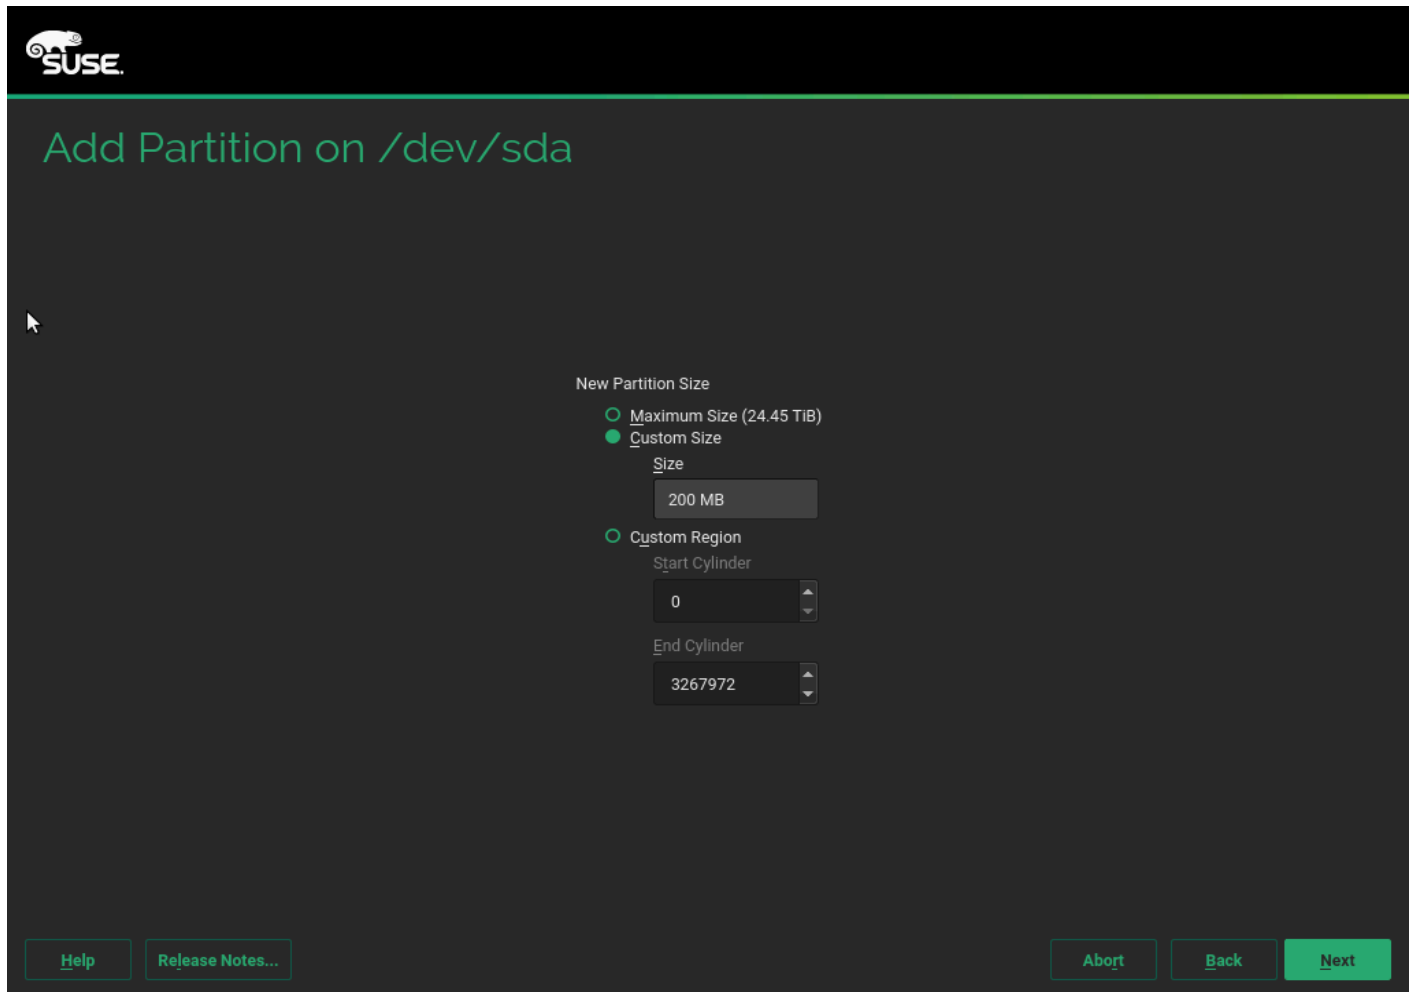 SUSE.
Add Partition on /dev/sda
New Partition Size
Maximum Size (24.45 TiB)
Custom Size
Size
200 MB
Custom Region
Start Cylinder
0
End Cylinder
3267972
Help
Release Notes...
Abort
Back
Next